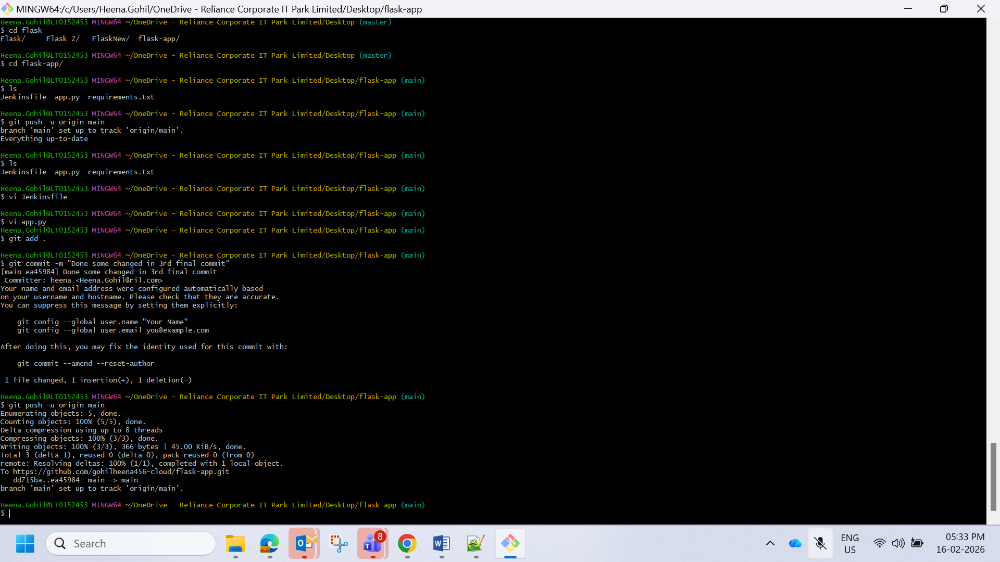 MINGW64:/c/Users/Heena.Gohil/OneDrive - Reliance Corporate IT Park Limited/Desktop/flask-app
Heena.Gohil@LT0152453 MINGW64 ~/OneDrive - Reliance Corporate IT Park Limited/Desktop (master)
$ cd flask
Flask/     Flask 2/   FlaskNew/  flask-app/
Heena.Gohil@LT0152453 MINGW64 ~/OneDrive - Reliance Corporate IT Park Limited/Desktop (master)
$ cd flask-app/
Heena.Gohil@LT0152453 MINGW64 ~/OneDrive - Reliance Corporate IT Park Limited/Desktop/flask-app (main)
$ ls
Jenkinsfile  app.py  requirements.txt
Heena.Gohil@LT0152453 MINGW64 ~/OneDrive - Reliance Corporate IT Park Limited/Desktop/flask-app (main)
$ git push -u origin main
branch 'main' set up to track 'origin/main'.
Everything up-to-date
Heena.Gohil@LT0152453 MINGW64 ~/OneDrive - Reliance Corporate IT Park Limited/Desktop/flask-app (main)
$ ls
Jenkinsfile  app.py  requirements.txt
Heena.Gohil@LT0152453 MINGW64 ~/OneDrive - Reliance Corporate IT Park Limited/Desktop/flask-app (main)
$ vi Jenkinsfile
Heena.Gohil@LT0152453 MINGW64 ~/OneDrive - Reliance Corporate IT Park Limited/Desktop/flask-app (main)
$ vi app.py
Heena.Gohil@LT0152453 MINGW64 ~/OneDrive - Reliance Corporate IT Park Limited/Desktop/flask-app (main)
$ git add .
Heena.Gohil@LT0152453 MINGW64 ~/OneDrive - Reliance Corporate IT Park Limited/Desktop/flask-app (main)
$ git commit -m "Done some changed in 3rd final commit"
[main ea45984] Done some changed in 3rd final commit
 Committer: heena <Heena.Gohil@ril.com>
Your name and email address were configured automatically based
on your username and hostname. Please check that they are accurate.
You can suppress this message by setting them explicitly:
    git config --global user.name "Your Name"
    git config --global user.email you@example.com
After doing this, you may fix the identity used for this commit with:
    git commit --amend --reset-author
 1 file changed, 1 insertion(+), 1 deletion(-)
Heena.Gohil@LT0152453 MINGW64 ~/OneDrive - Reliance Corporate IT Park Limited/Desktop/flask-app (main)
$ git push -u origin main
Enumerating objects: 5, done.
Counting objects: 100% (5/5), done.
Delta compression using up to 8 threads
Compressing objects: 100% (3/3), done.
Writing objects: 100% (3/3), 366 bytes | 45.00 KiB/s, done.
Total 3 (delta 1), reused 0 (delta 0), pack-reused 0 (from 0)
remote: Resolving deltas: 100% (1/1), completed with 1 local object.
To https://github.com/gohilheena456-cloud/flask-app.git
   dd715ba..ea45984  main -> main
branch 'main' set up to track 'origin/main'.
Heena.Gohil@LT0152453 MINGW64 ~/OneDrive - Reliance Corporate IT Park Limited/Desktop/flask-app (main)
$
Search
O
T
8
W
ENG
US
05:33 PM
16-02-2026